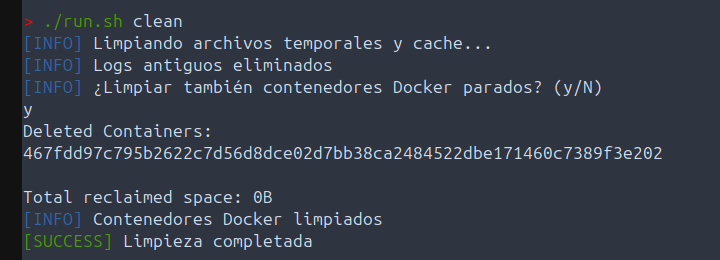 > ./run.sh clean
[INFO] Limpiando archivos temporales y cache...
[INFO] Logs antiguos eliminados
[INFO] ¿Limpiar también contenedores Docker parados? (y/N)
y
Deleted Containers:
467fdd97c795b2622c7d56d8dce02d7bb38ca2484522dbe171460c7389f3e202

Total reclaimed space: 0B
[INFO] Contenedores Docker limpiados
[SUCCESS] Limpieza completada